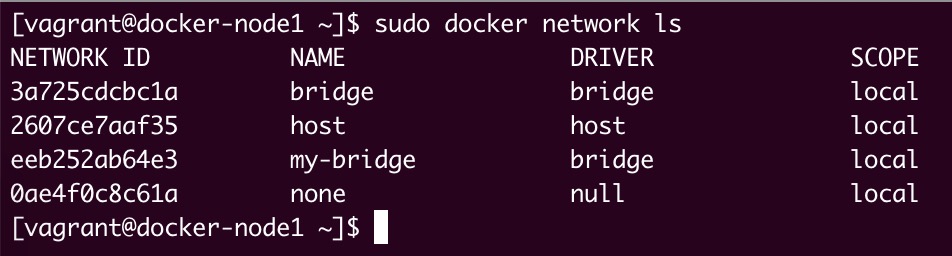 [vagrant@docker-node1 ~]$ sudo docker network ls
NETWORK ID          NAME                DRIVER              SCOPE
3a725cdcbc1a        bridge              bridge              local
2607ce7aaf35        host                host                local
eeb252ab64e3        my-bridge           bridge              local
0ae4f0c8c61a        none                null                local
[vagrant@docker-node1 ~]$